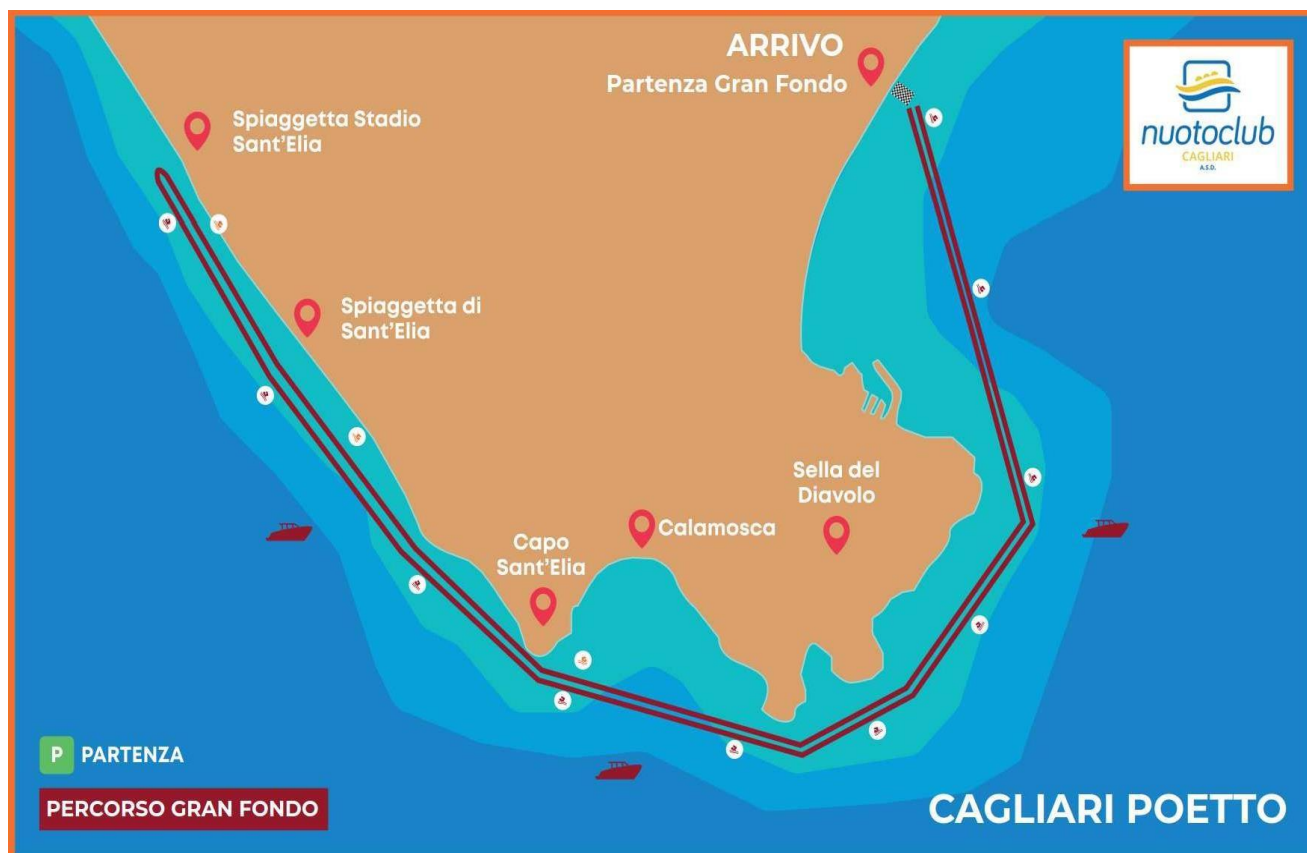 ARRIVO
Partenza Gran Fondo
nuotoclub
CAGLIARI
A.S.D.
Spiaggetta Stadio
Sant'Elia
Spiaggetta di
Sant'Elia
Sella del
Diavolo
Calamosca
Capo
Sant'Elia
P PARTENZA
PERCORSO GRAN FONDO
CAGLIARI POETTO